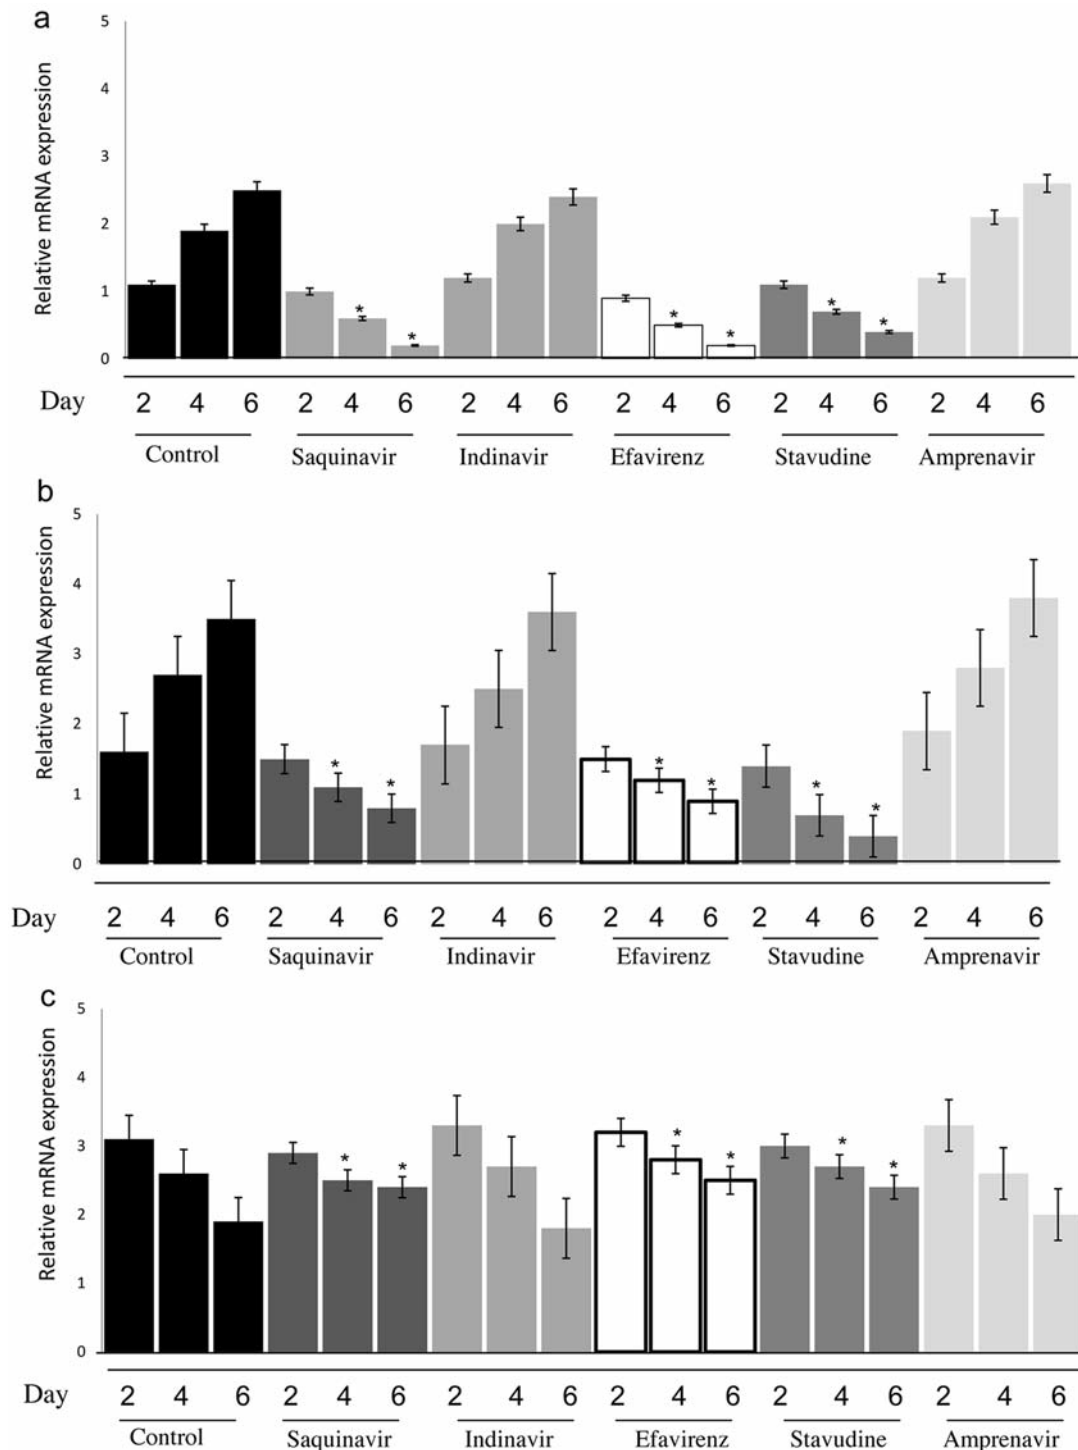 a
Relative mRNA expression
5
4
3
2
1
0
* * * * * *
Day 2 4 6 2 4 6 2 4 6 2 4 6 2 4 6 2 4 6
Control Saquinavir Indinavir Efavirenz Stavudine Amprenavir
b
Relative mRNA expression
5
4
3
2
1
0
* * * * * *
Day 2 4 6 2 4 6 2 4 6 2 4 6 2 4 6 2 4 6
Control Saquinavir Indinavir Efavirenz Stavudine Amprenavir
c
Relative mRNA expression
5
4
3
2
1
0
* * * * * *
Day 2 4 6 2 4 6 2 4 6 2 4 6 2 4 6 2 4 6
Control Saquinavir Indinavir Efavirenz Stavudine Amprenavir